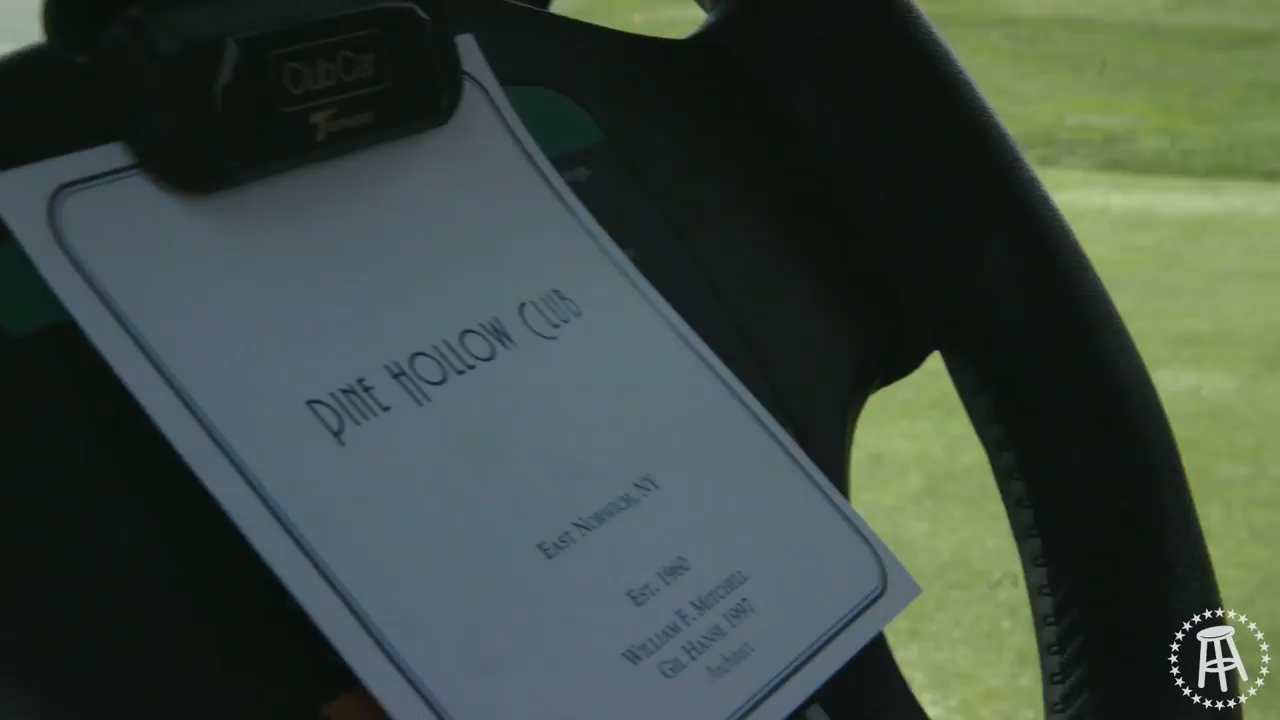 Club Car
PINE HOLLOW CLUB
EAST NORWICH, NY
EST. 1960
WILLIAM F. MITCHELL
GIL HANSE 1997
Architect